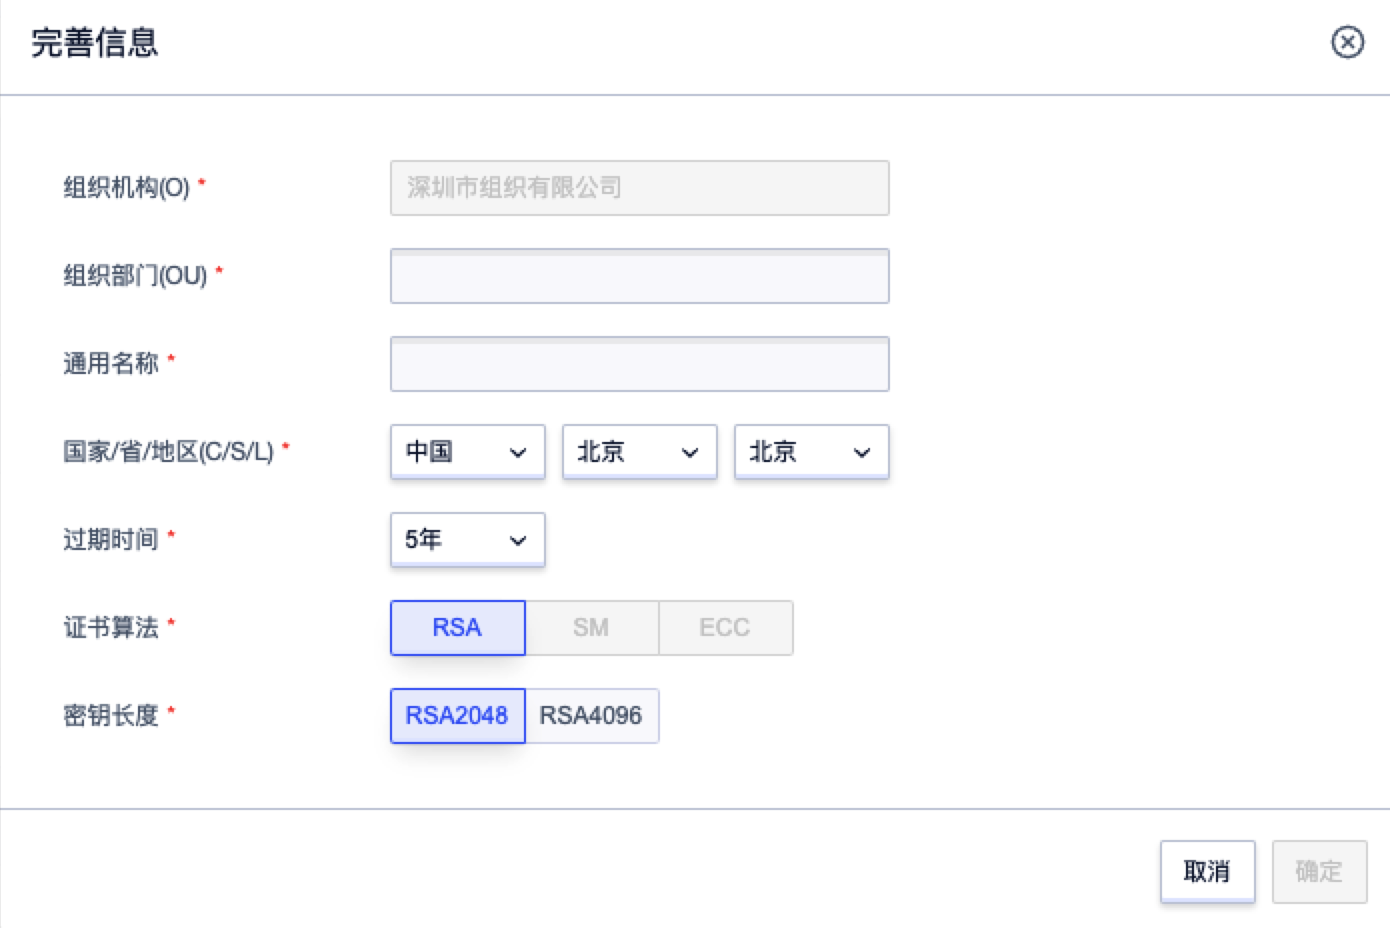 完善信息
组织机构(O) * 深圳市组织有限公司
组织部门(OU) *
通用名称 *
国家/省/地区(C/S/L) * 中国 北京 北京
过期时间 * 5年
证书算法 * RSA SM ECC
密钥长度 * RSA2048 RSA4096
取消 确定